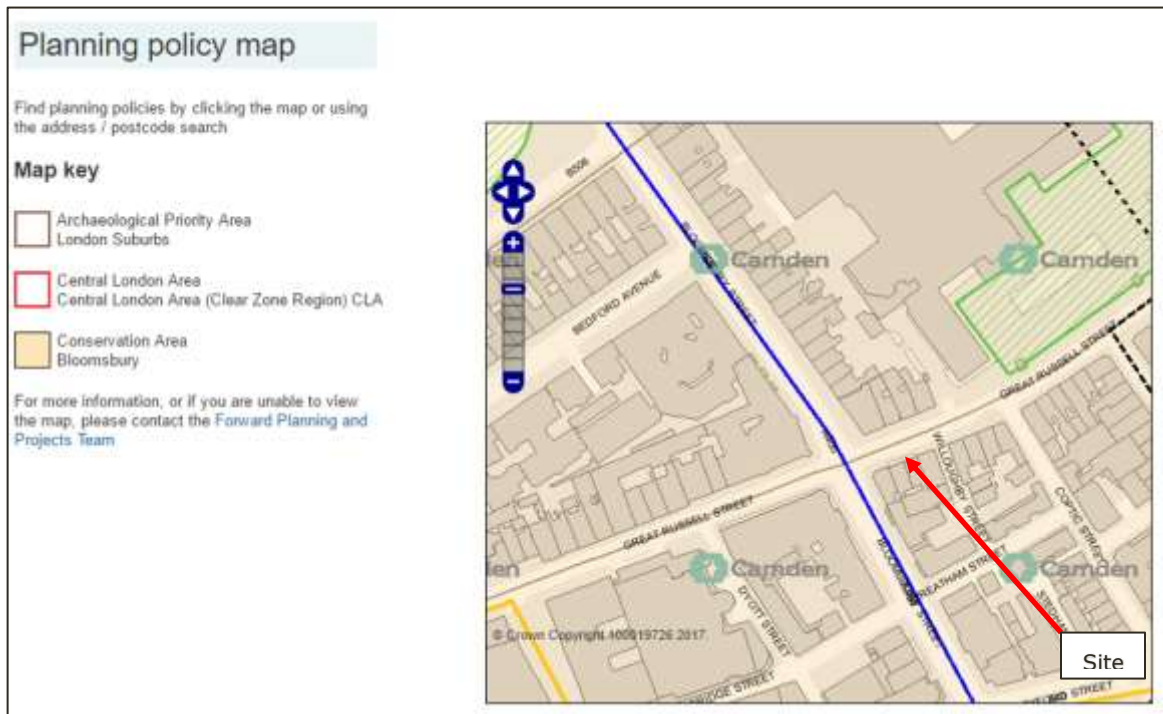 Planning policy map
Find planning policies by clicking the map or using
the address / postcode search
Map key
Archaeological Priority Area
London Suburbs
Central London Area
Central London Area (Clear Zone Region) CLA
Conservation Area
Bloomsbury
For more information, or if you are unable to view
the map, please contact the Forward Planning and
Projects Team
BEDFORD AVENUE
Camden
Camden
GREAT RUSSELL STREET
WILLOUGHBY STREET
COPTIC STREET
GREAT RUSSELL STREET
Camden
Camden
DYOTT STREET
STREET
© Crown Copyright 100019726 2017.
STREET
Site